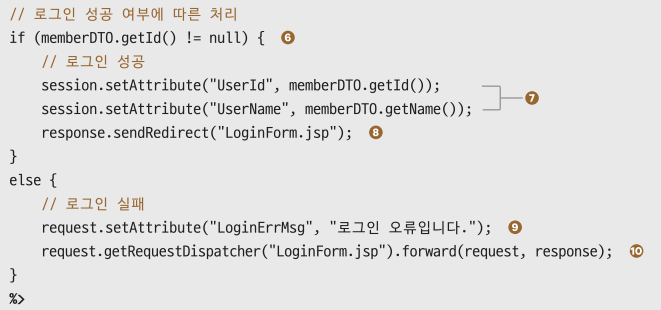 // 로그인 성공 여부에 따른 처리
if (memberDTO.getId() != null) { ❻
    // 로그인 성공
    session.setAttribute("UserId", memberDTO.getId());
    session.setAttribute("UserName", memberDTO.getName()); ❼
    response.sendRedirect("LoginForm.jsp"); ❽
}
else {
    // 로그인 실패
    request.setAttribute("LoginErrMsg", "로그인 오류입니다."); ❾
    request.getRequestDispatcher("LoginForm.jsp").forward(request, response); ❿
}
%>